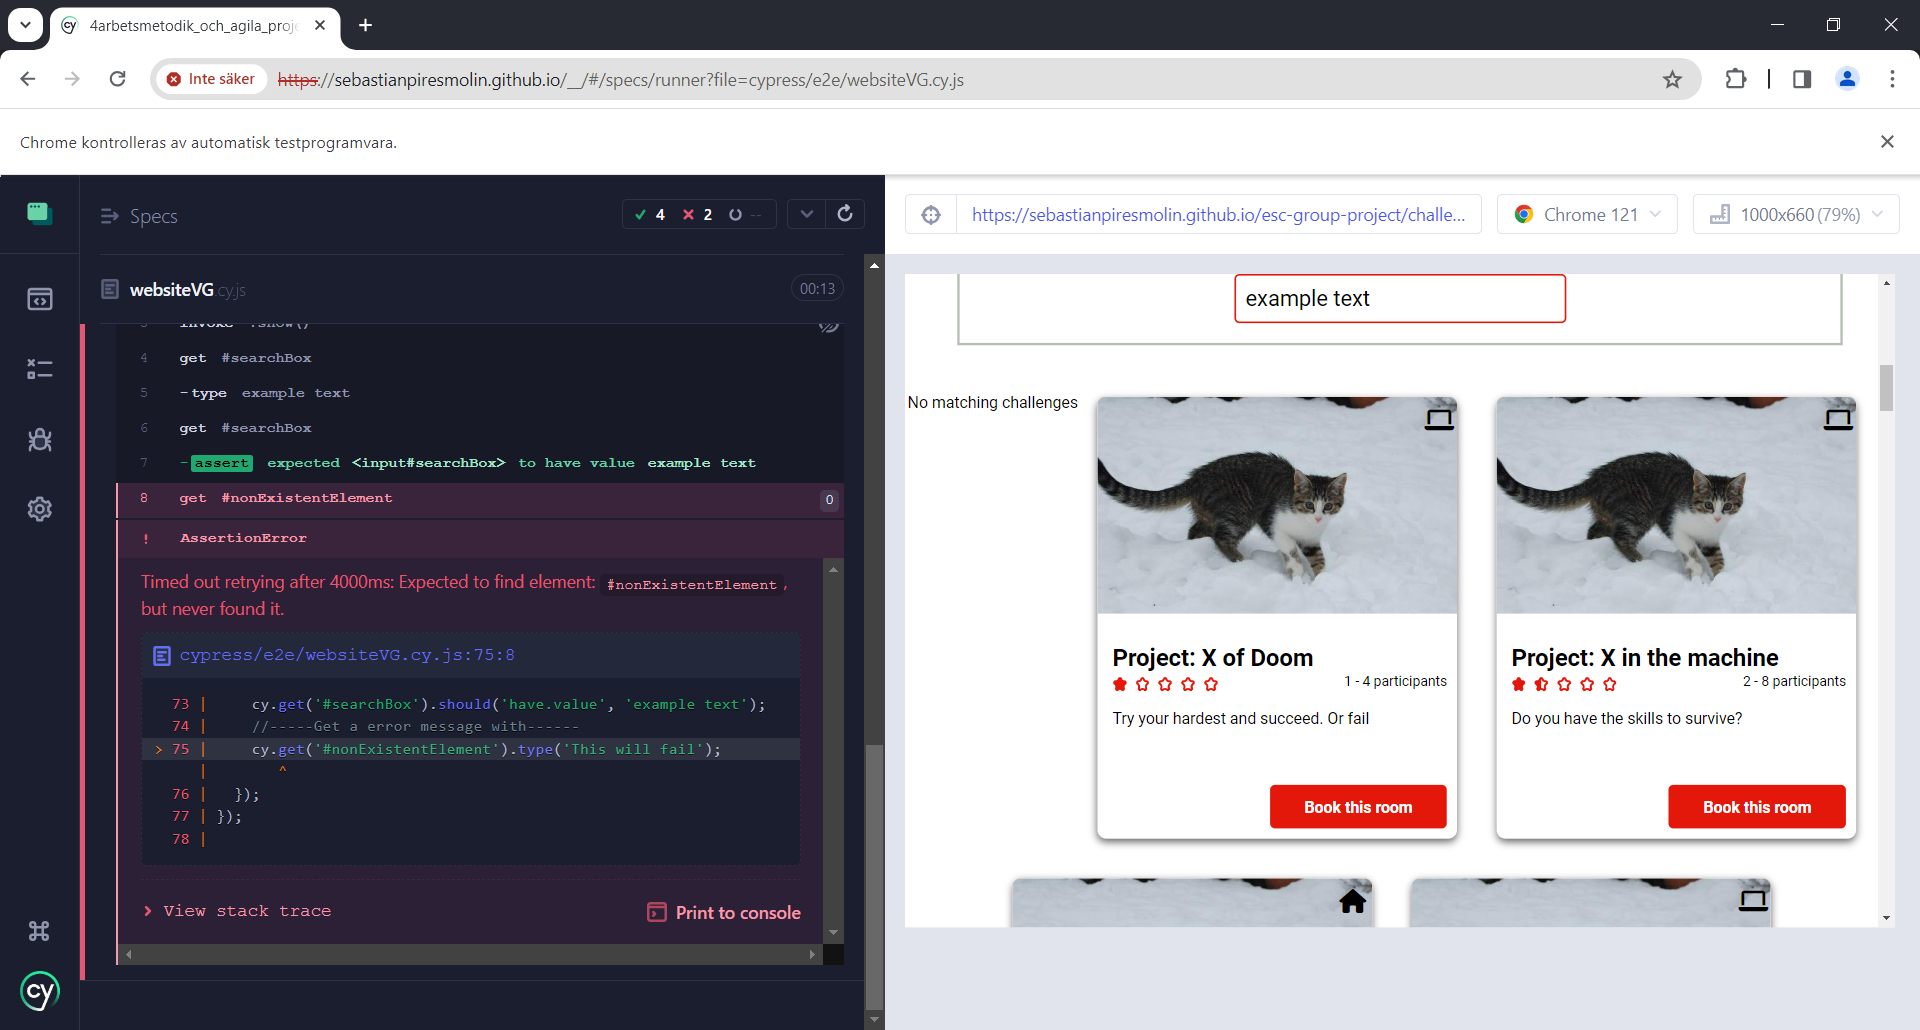 4arbetsmetodik_och_agila_proj
Inte säker
https://sebastianpiresmolin.github.io/__/#/specs/runner?file=cypress/e2e/websiteVG.cy.js
Chrome kontrolleras av automatisk testprogramvara.
Specs
4 2 --
websiteVG.cy.js
00:13
3 invoke .show()
4 get #searchBox
5 -type example text
6 get #searchBox
7 -assert expected <input#searchBox> to have value example text
8 get #nonExistentElement 0
! AssertionError
Timed out retrying after 4000ms: Expected to find element: #nonExistentElement,
but never found it.
cypress/e2e/websiteVG.cy.js:75:8
73 | cy.get('#searchBox').should('have.value', 'example text');
74 | //-----Get a error message with------
> 75 | cy.get('#nonExistentElement').type('This will fail');
| ^
76 | });
77 | });
78 |
View stack trace
Print to console
cy
https://sebastianpiresmolin.github.io/esc-group-project/challe...
Chrome 121
1000x660 (79%)
example text
No matching challenges
Project: X of Doom
1 - 4 participants
Try your hardest and succeed. Or fail
Book this room
Project: X in the machine
2 - 8 participants
Do you have the skills to survive?
Book this room